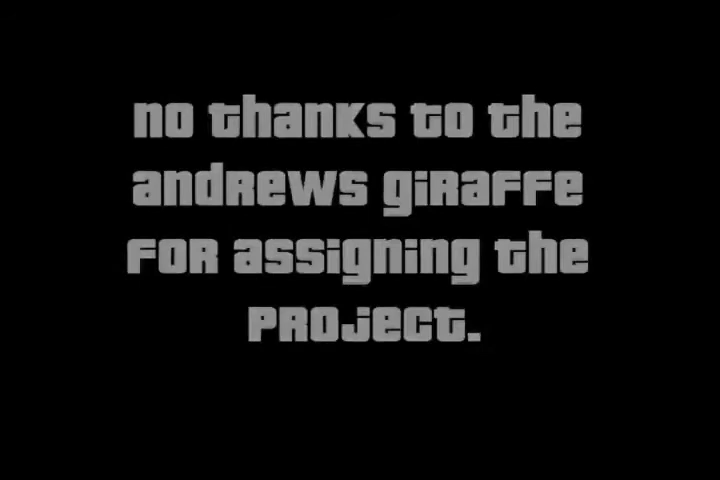 no thanks to the
andrews giraffe
for assigning the
project.